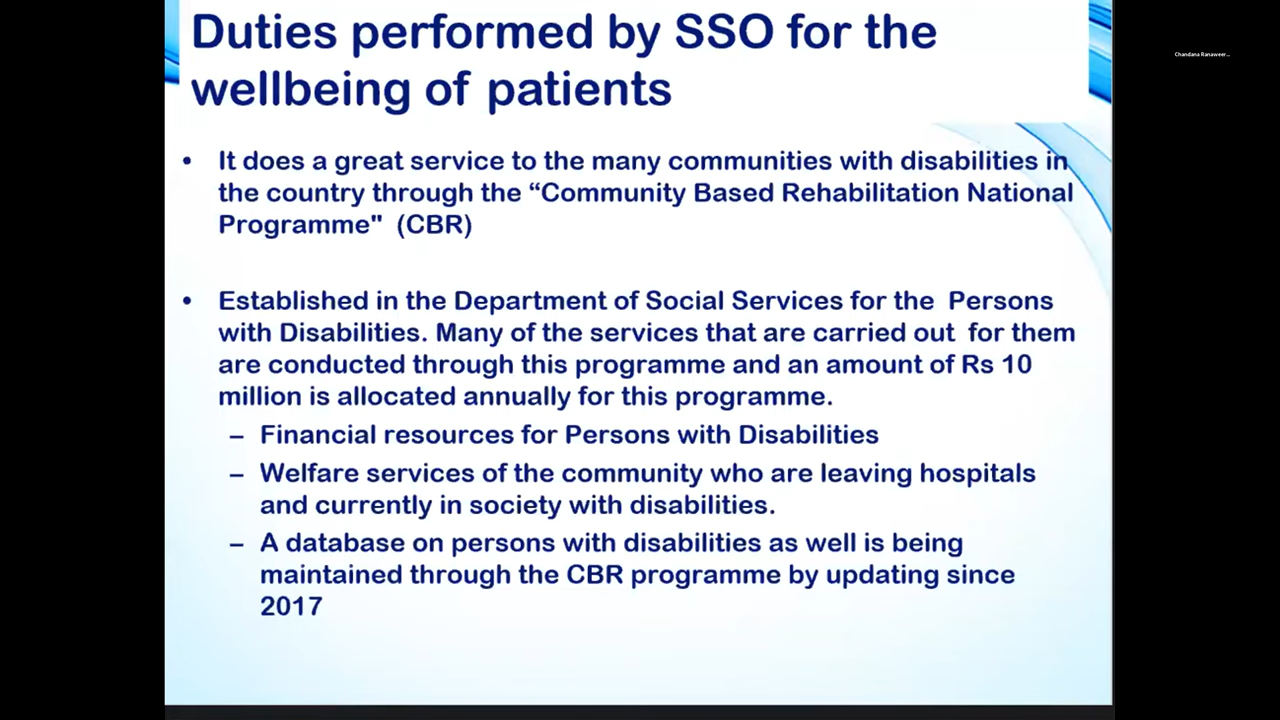 Duties performed by SSO for the
wellbeing of patients
• It does a great service to the many communities with disabilities in
the country through the “Community Based Rehabilitation National
Programme" (CBR)
• Established in the Department of Social Services for the Persons
with Disabilities. Many of the services that are carried out for them
are conducted through this programme and an amount of Rs 10
million is allocated annually for this programme.
– Financial resources for Persons with Disabilities
– Welfare services of the community who are leaving hospitals
and currently in society with disabilities.
– A database on persons with disabilities as well is being
maintained through the CBR programme by updating since
2017
Chandana Ranaweer...